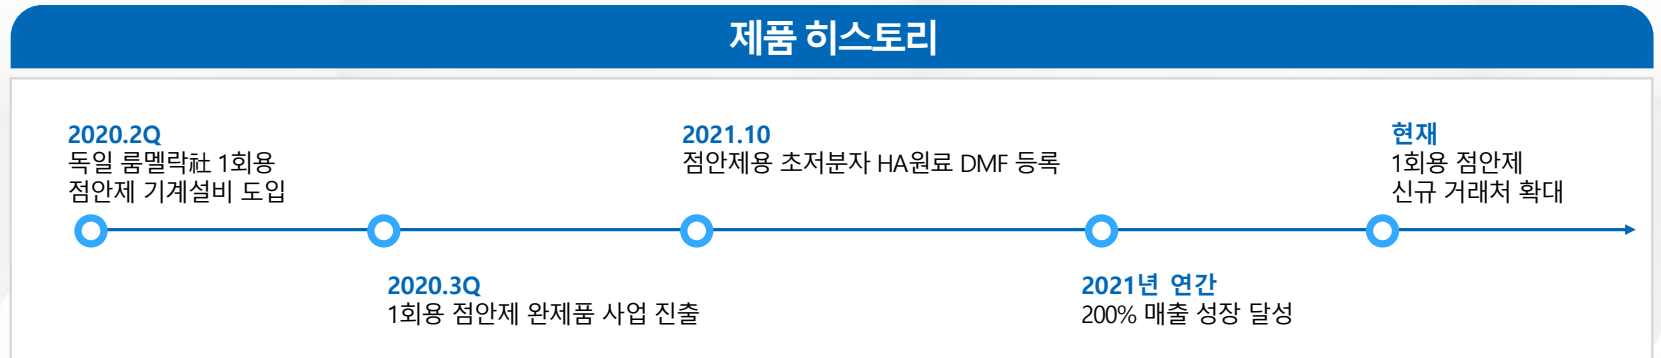 제품 히스토리
2020.2Q
독일 룸멜락社 1회용
점안제 기계설비 도입
2020.3Q
1회용 점안제 완제품 사업 진출
2021.10
점안제용 초저분자 HA원료 DMF 등록
2021년 연간
200% 매출 성장 달성
현재
1회용 점안제
신규 거래처 확대